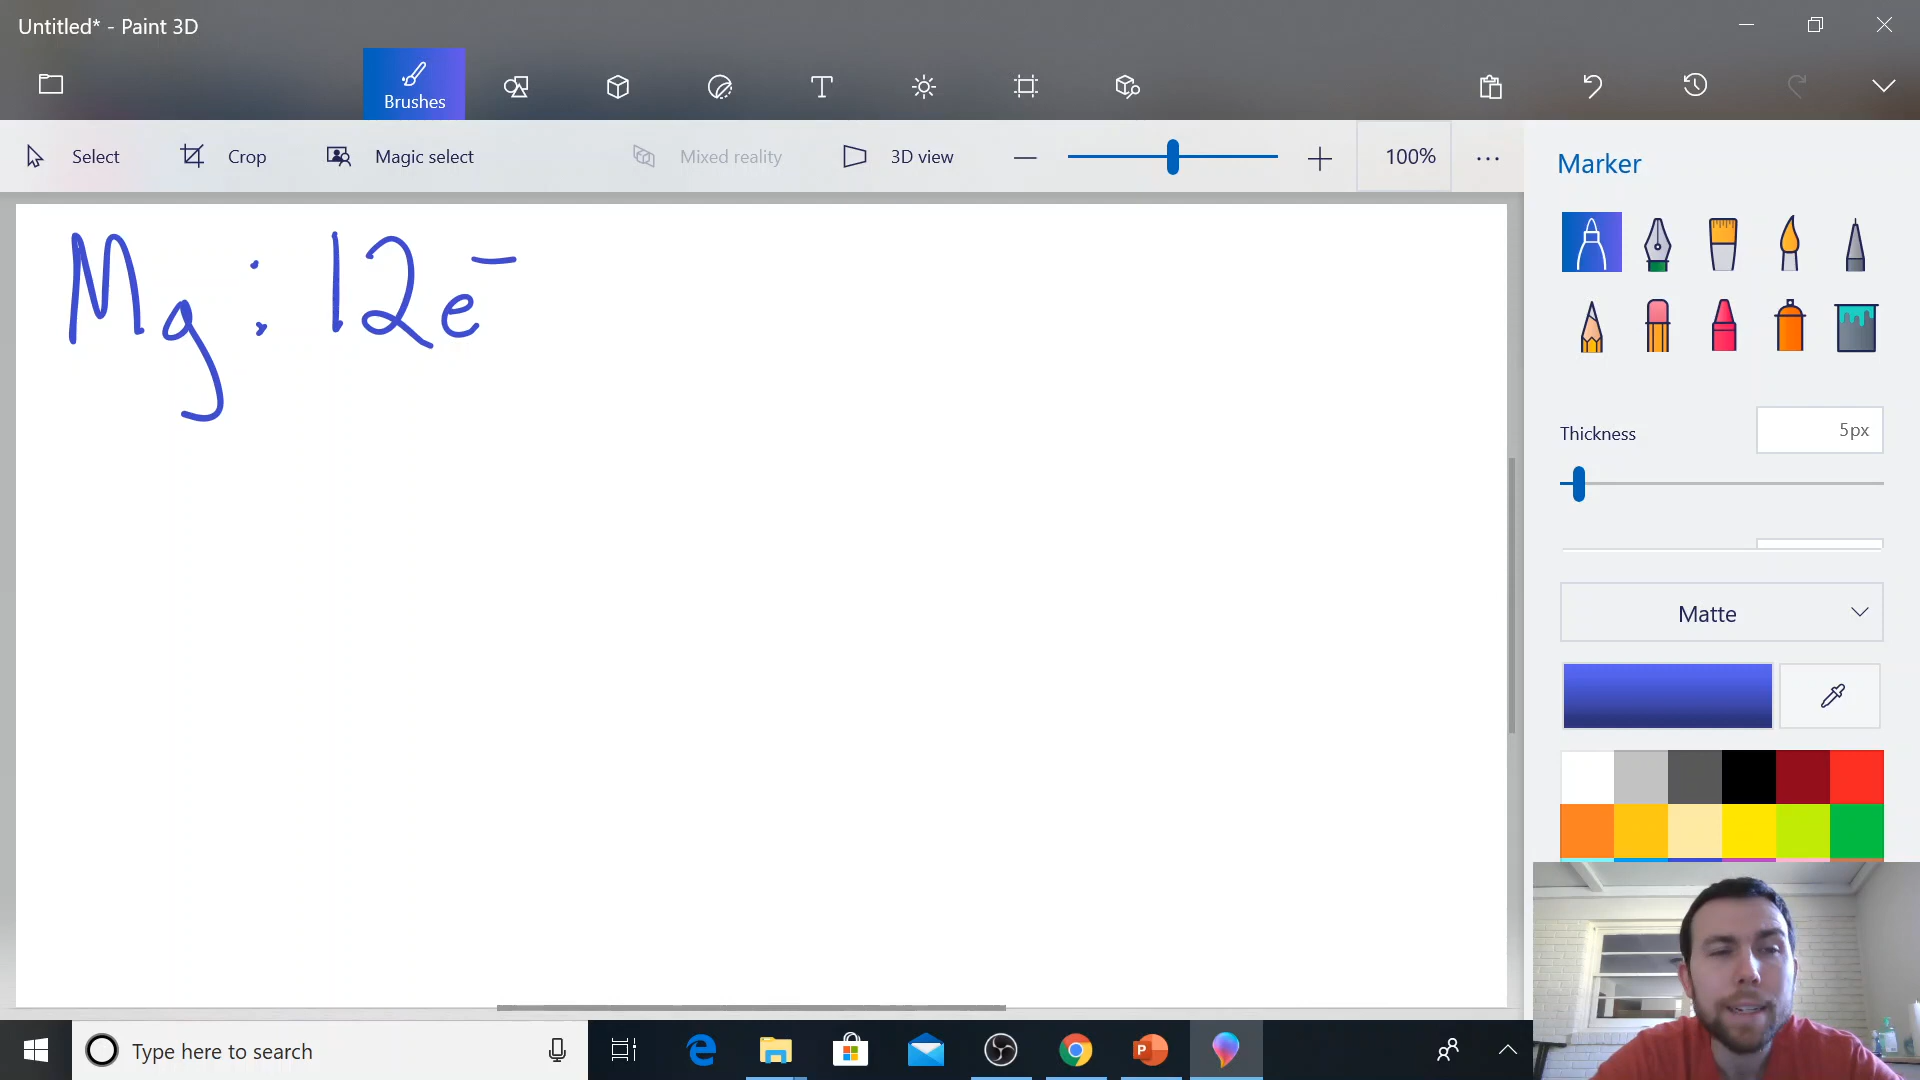 Untitled* - Paint 3D
Brushes
Select Crop Magic select Mixed reality 3D view 100%
Marker
Mg: 12e⁻
Thickness 5px
Matte
Type here to search